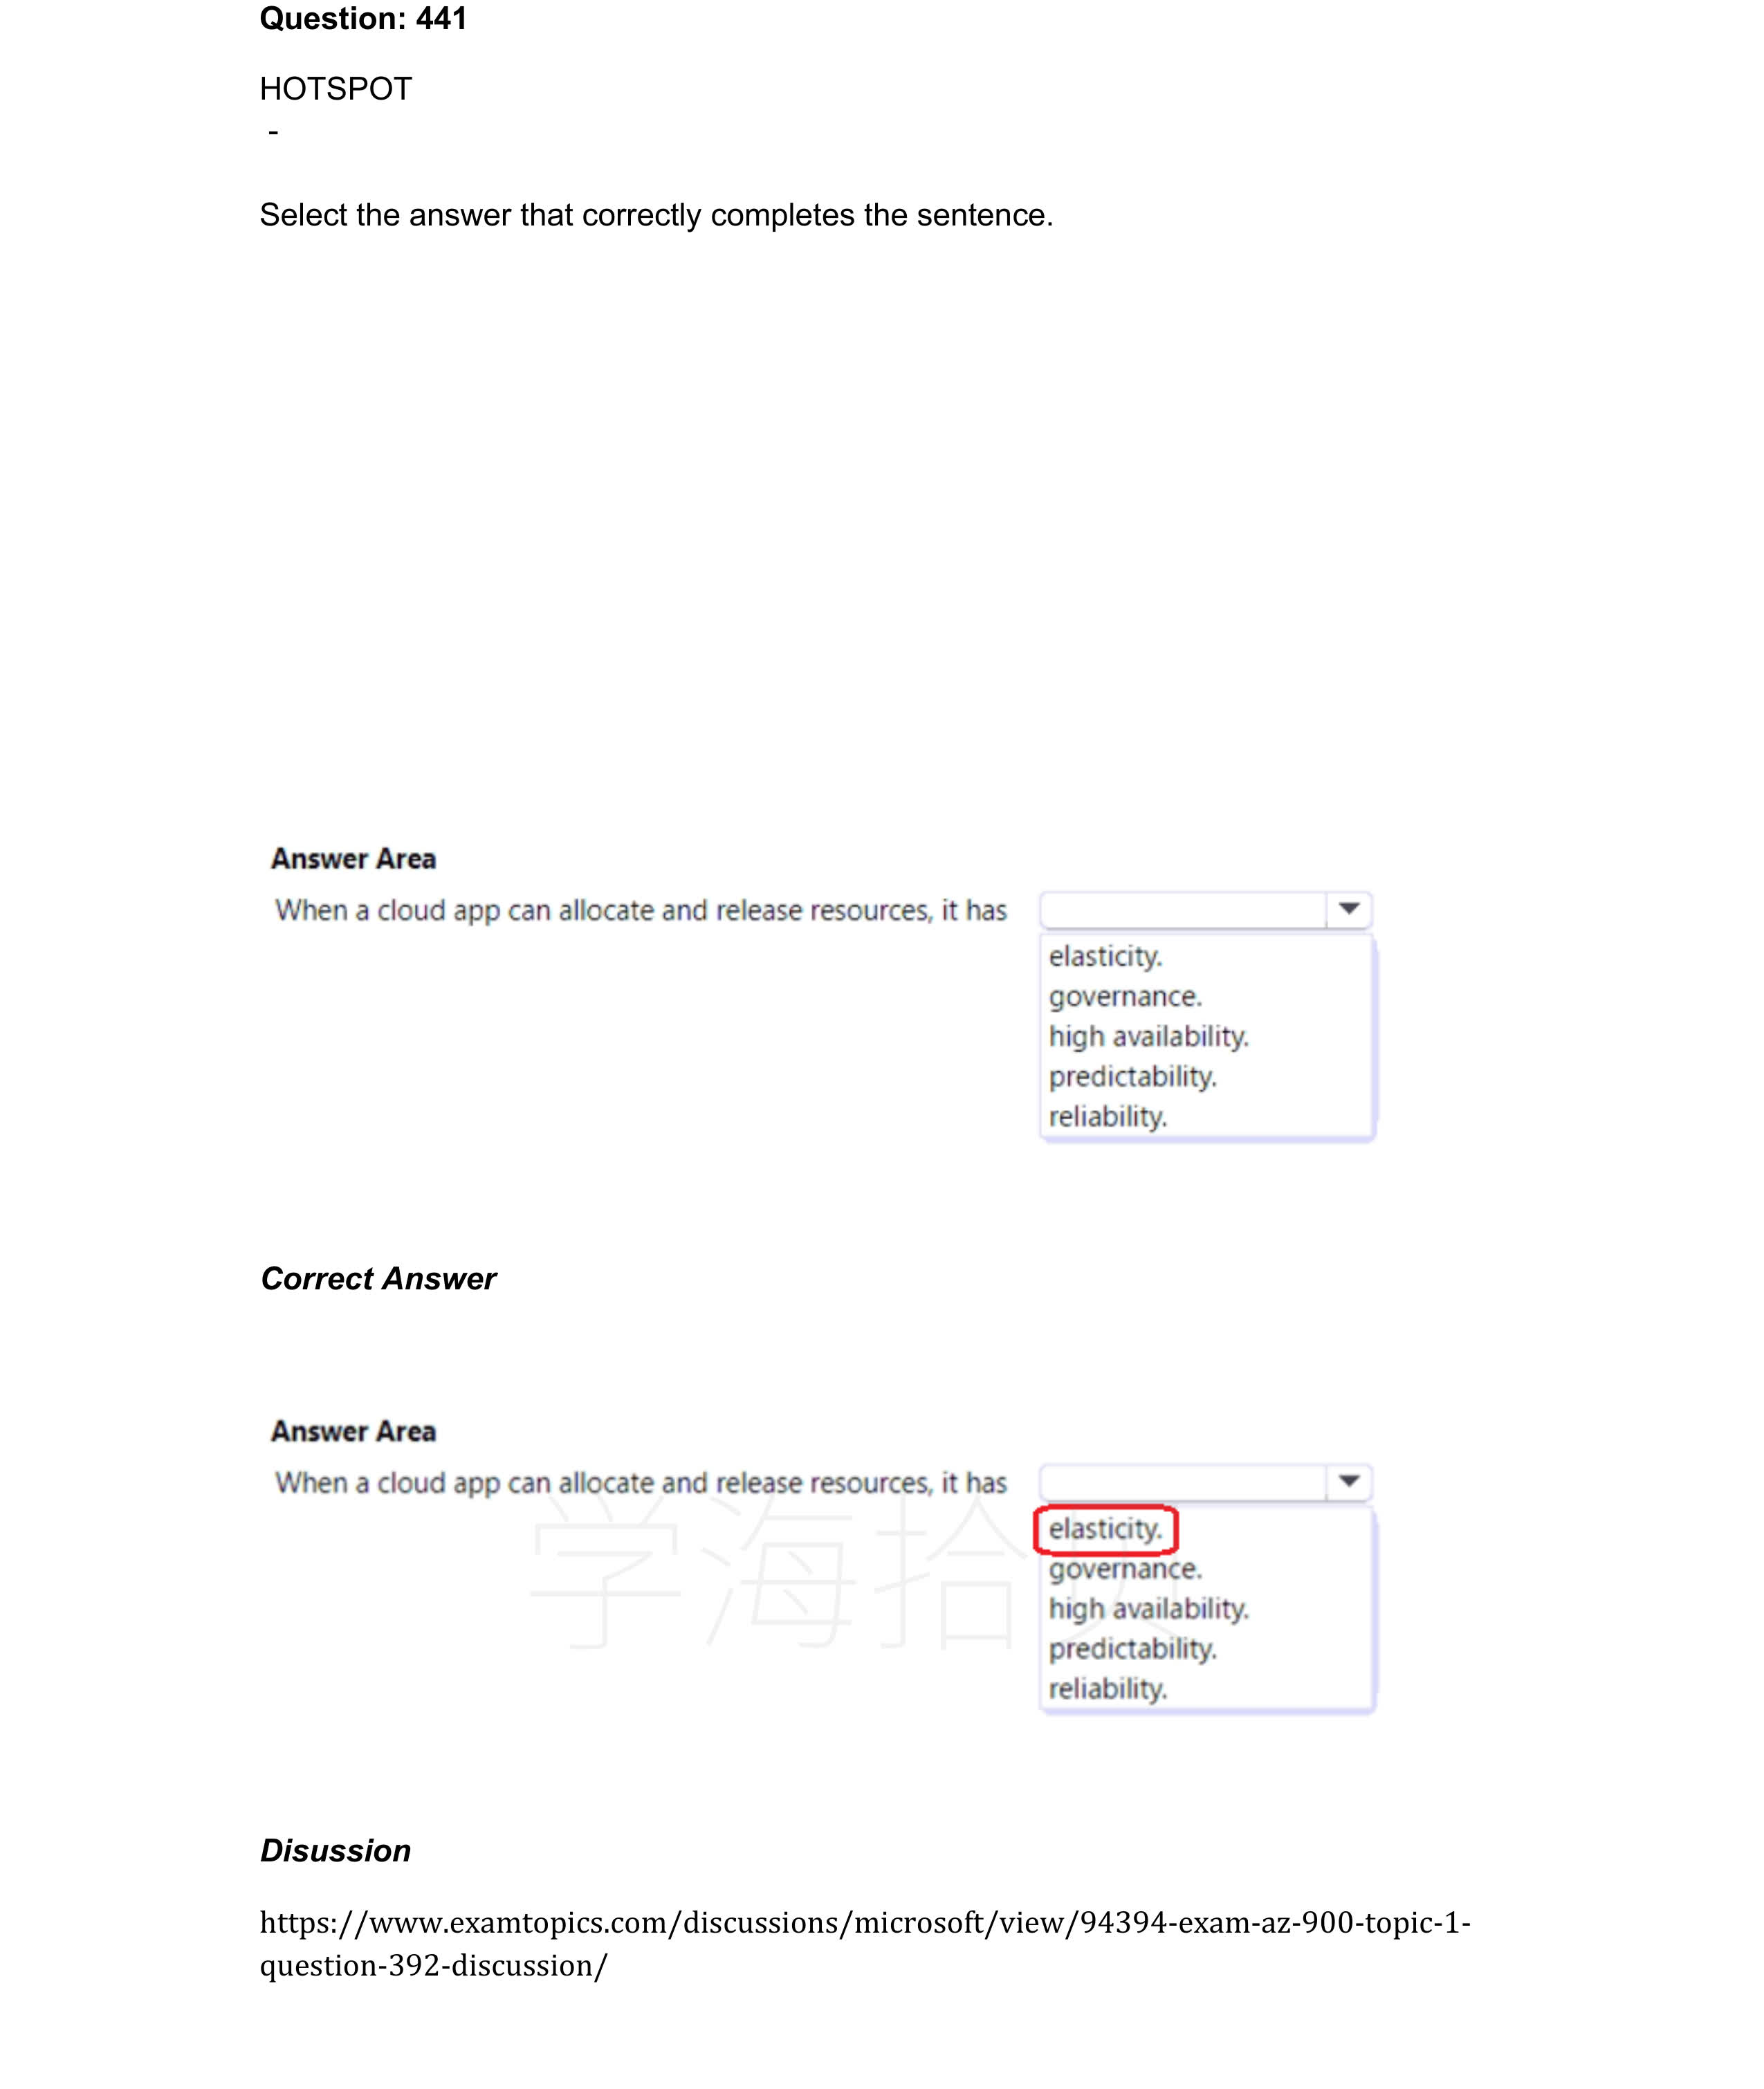 Question: 441
HOTSPOT
-
Select the answer that correctly completes the sentence.
Answer Area
When a cloud app can allocate and release resources, it has
elasticity.
governance.
high availability.
predictability.
reliability.
Correct Answer
Answer Area
When a cloud app can allocate and release resources, it has
elasticity.
governance.
high availability.
predictability.
reliability.
学海拾贝
Disussion
https://www.examtopics.com/discussions/microsoft/view/94394-exam-az-900-topic-1-
question-392-discussion/